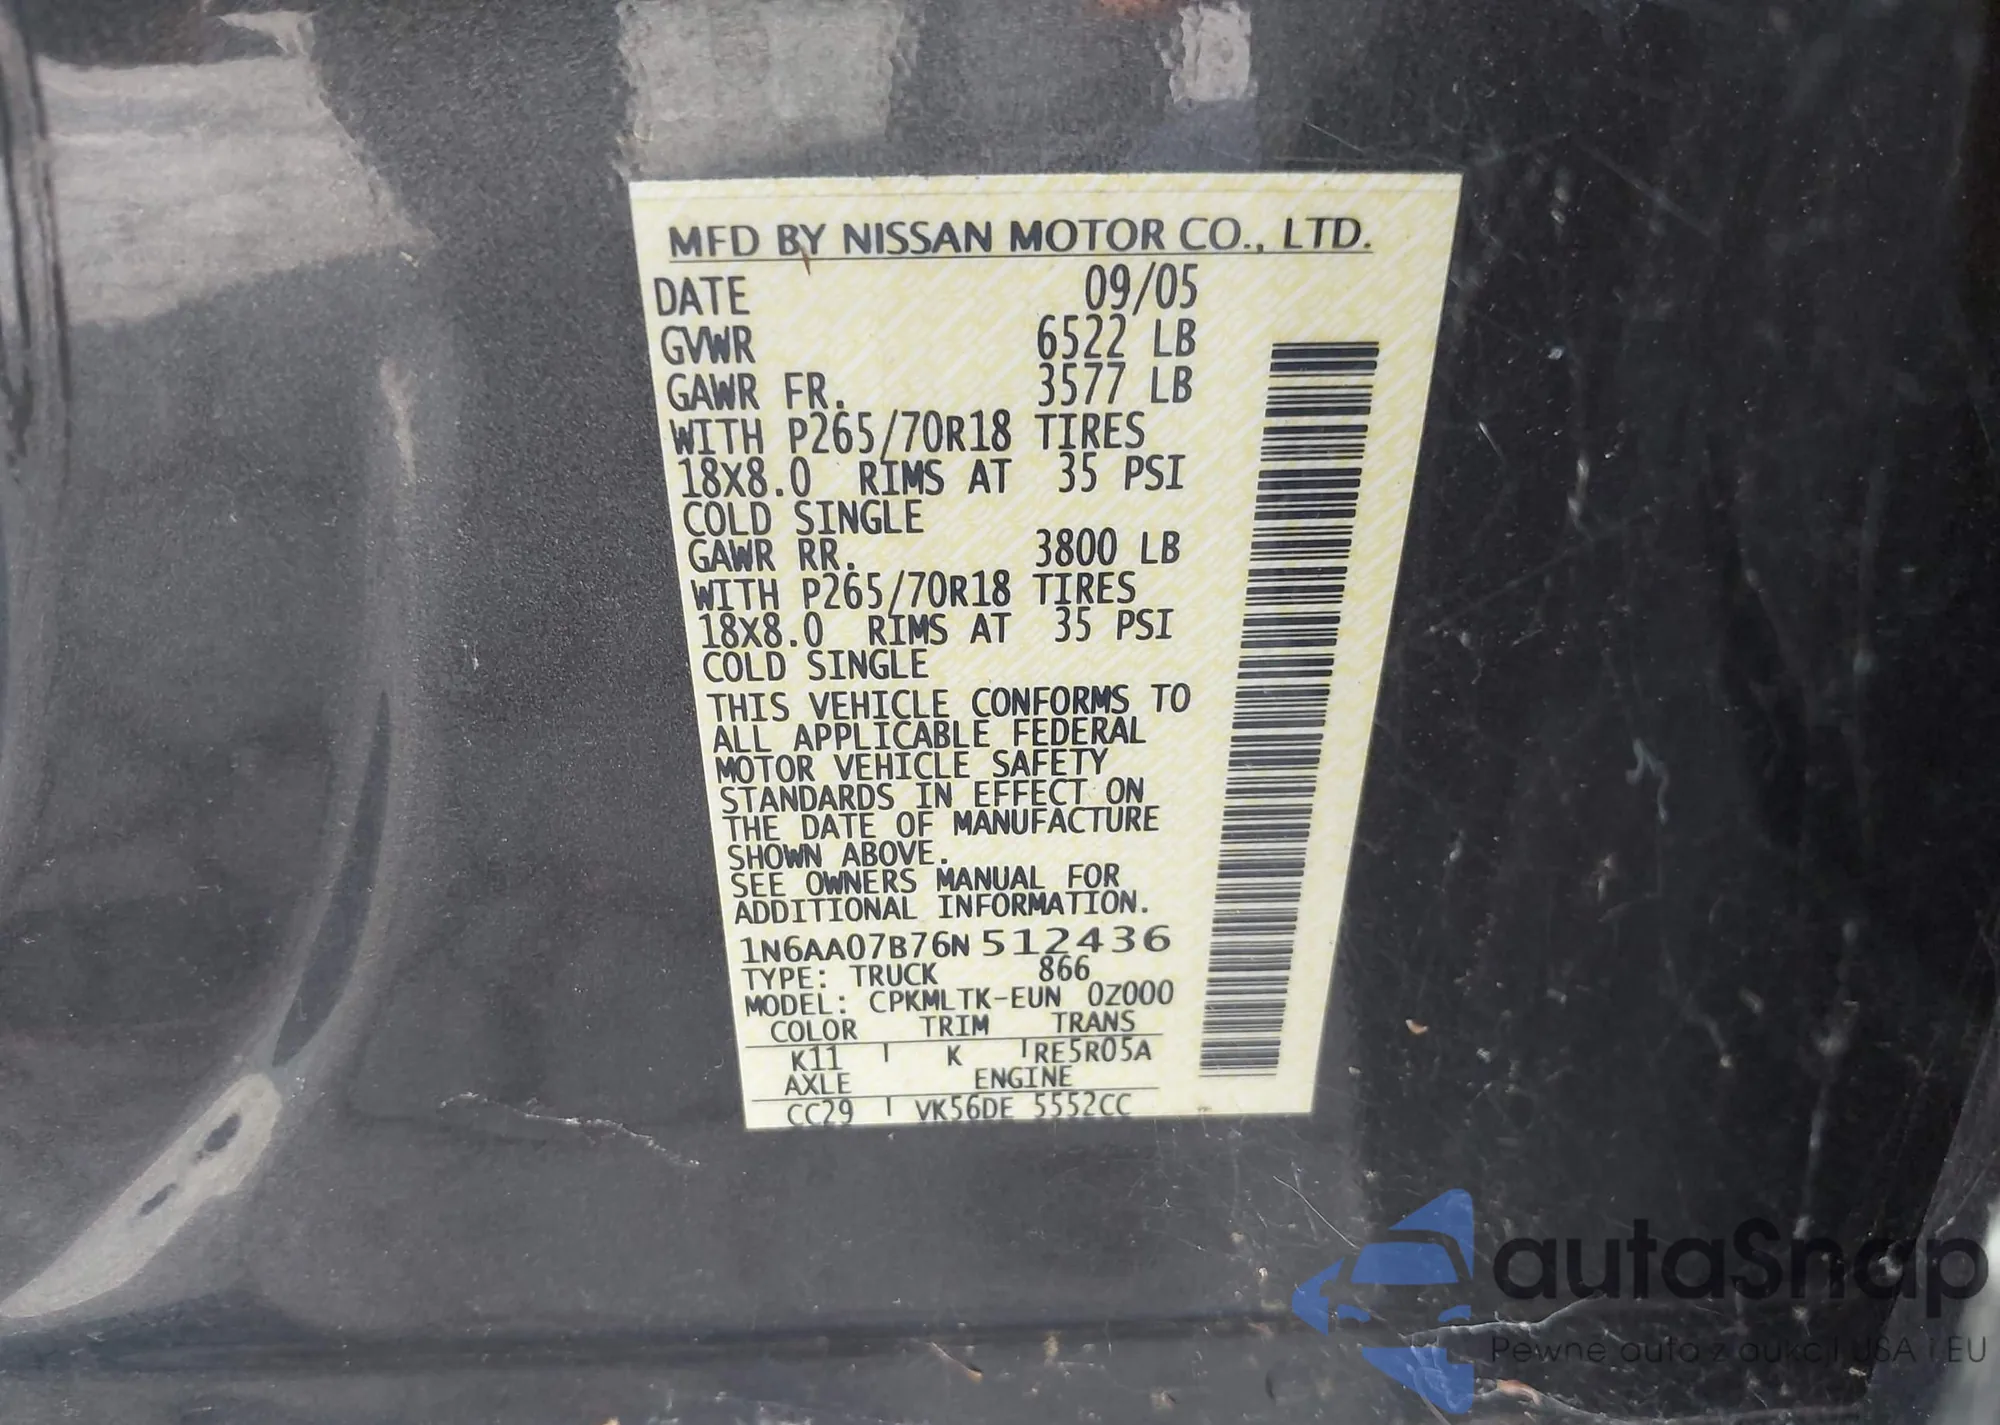 MFD BY NISSAN MOTOR CO., LTD.
DATE 09/05
GVWR 6522 LB
GAWR FR. 3577 LB
WITH P265/70R18 TIRES
18X8.0 RIMS AT 35 PSI
COLD SINGLE
GAWR RR. 3800 LB
WITH P265/70R18 TIRES
18X8.0 RIMS AT 35 PSI
COLD SINGLE
THIS VEHICLE CONFORMS TO
ALL APPLICABLE FEDERAL
MOTOR VEHICLE SAFETY
STANDARDS IN EFFECT ON
THE DATE OF MANUFACTURE
SHOWN ABOVE.
SEE OWNERS MANUAL FOR
ADDITIONAL INFORMATION.
1N6AA07B76N512436
TYPE: TRUCK 866
MODEL: CPKMLTK-EUN 0Z000
COLOR TRIM TRANS
K11 K RE5R05A
AXLE ENGINE
CC29 VK56DE 5552CC
autaSnap
Pewne auta z aukcji USA i EU